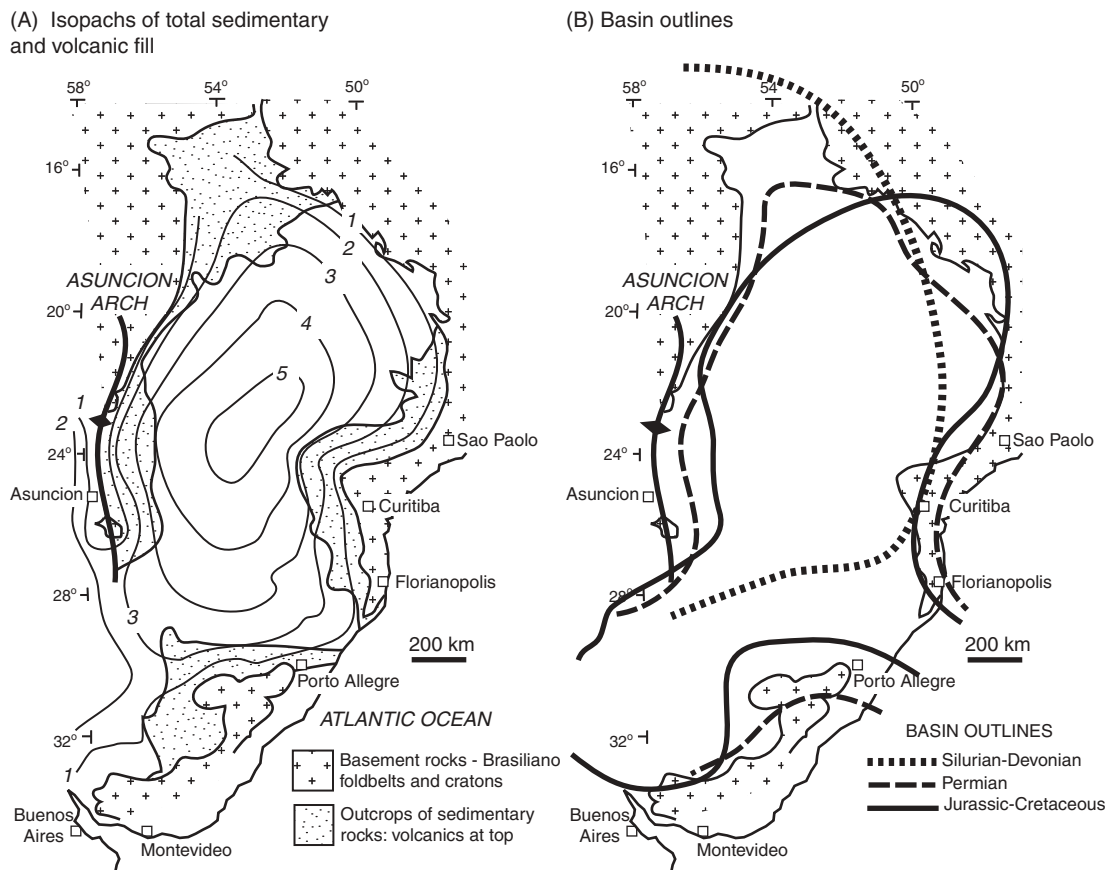 (A) Isopachs of total sedimentary
and volcanic fill
58°
54°
50°
16°
1
2
3
ASUNCION
ARCH
20°
4
5
1
2
24°
Sao Paolo
Asuncion
Curitiba
28°
Florianopolis
3
200 km
Porto Allegre
ATLANTIC OCEAN
32°
Basement rocks - Brasiliano
foldbelts and cratons
1
Outcrops of sedimentary
rocks: volcanics at top
Buenos
Aires
Montevideo
(B) Basin outlines
58°
54°
50°
16°
ASUNCION
ARCH
20°
24°
Sao Paolo
Asuncion
Curitiba
28°
Florianopolis
200 km
Porto Allegre
32°
BASIN OUTLINES
Silurian-Devonian
Permian
Jurassic-Cretaceous
Buenos
Aires
Montevideo